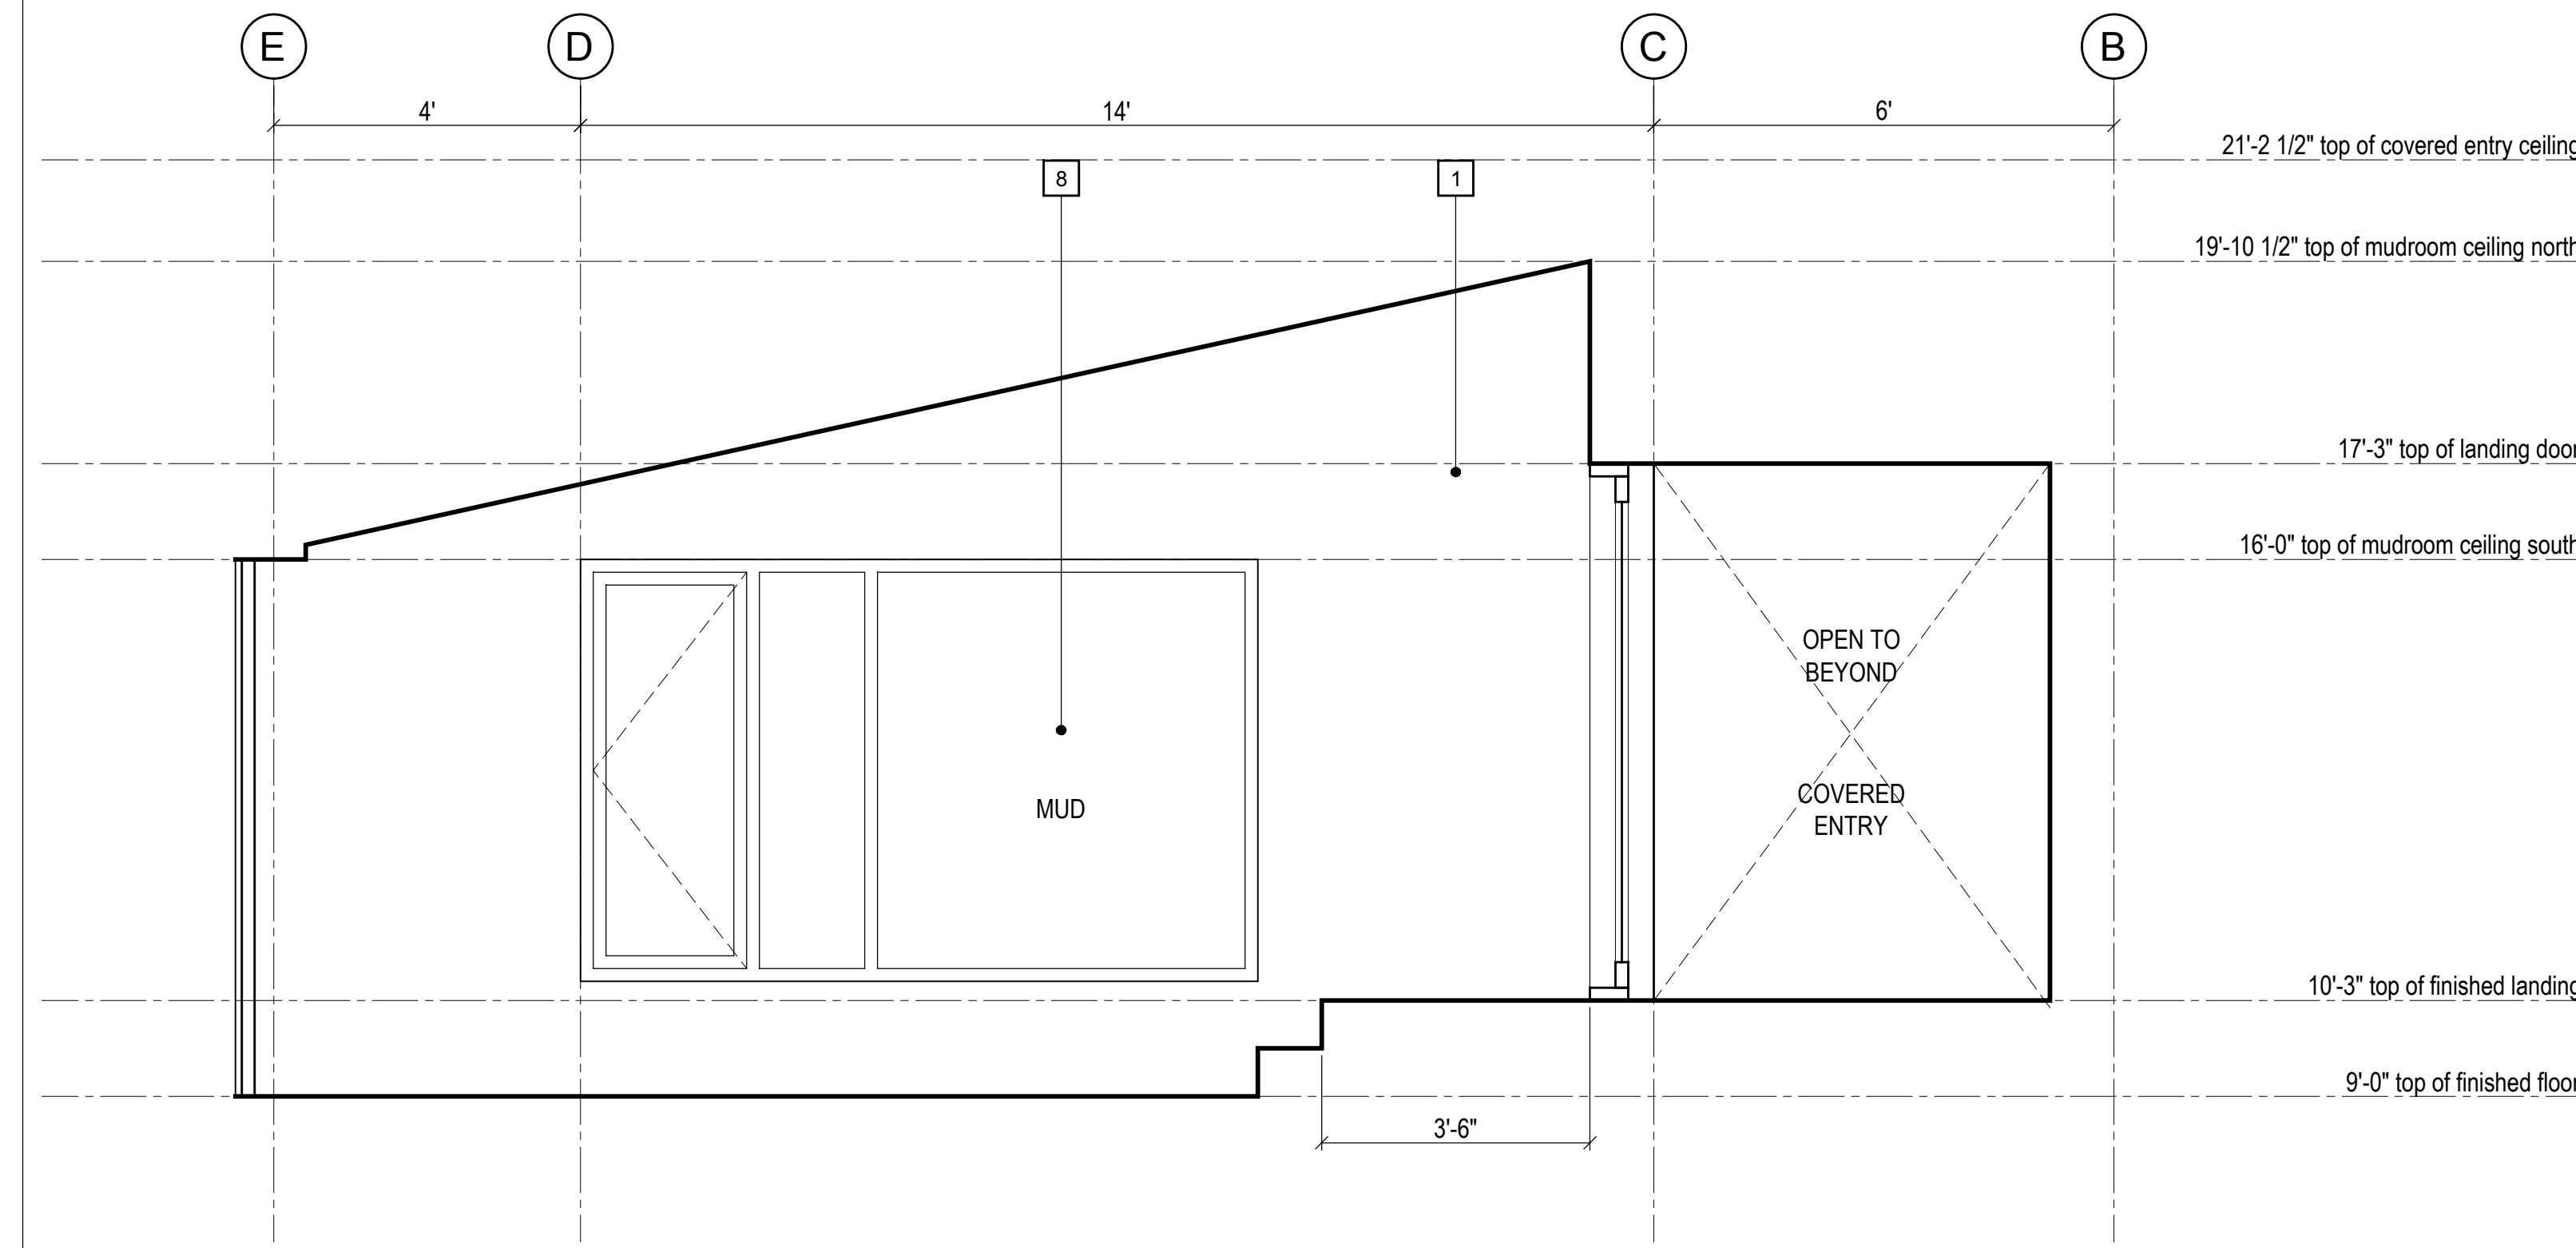 E
D
C
B
4'
14'
6'
21'-2 1/2" top of covered entry ceiling
8
1
19'-10 1/2" top of mudroom ceiling north
17'-3" top of landing door
16'-0" top of mudroom ceiling south
OPEN TO
BEYOND
COVERED
ENTRY
MUD
10'-3" top of finished landing
9'-0" top of finished floor
3'-6"